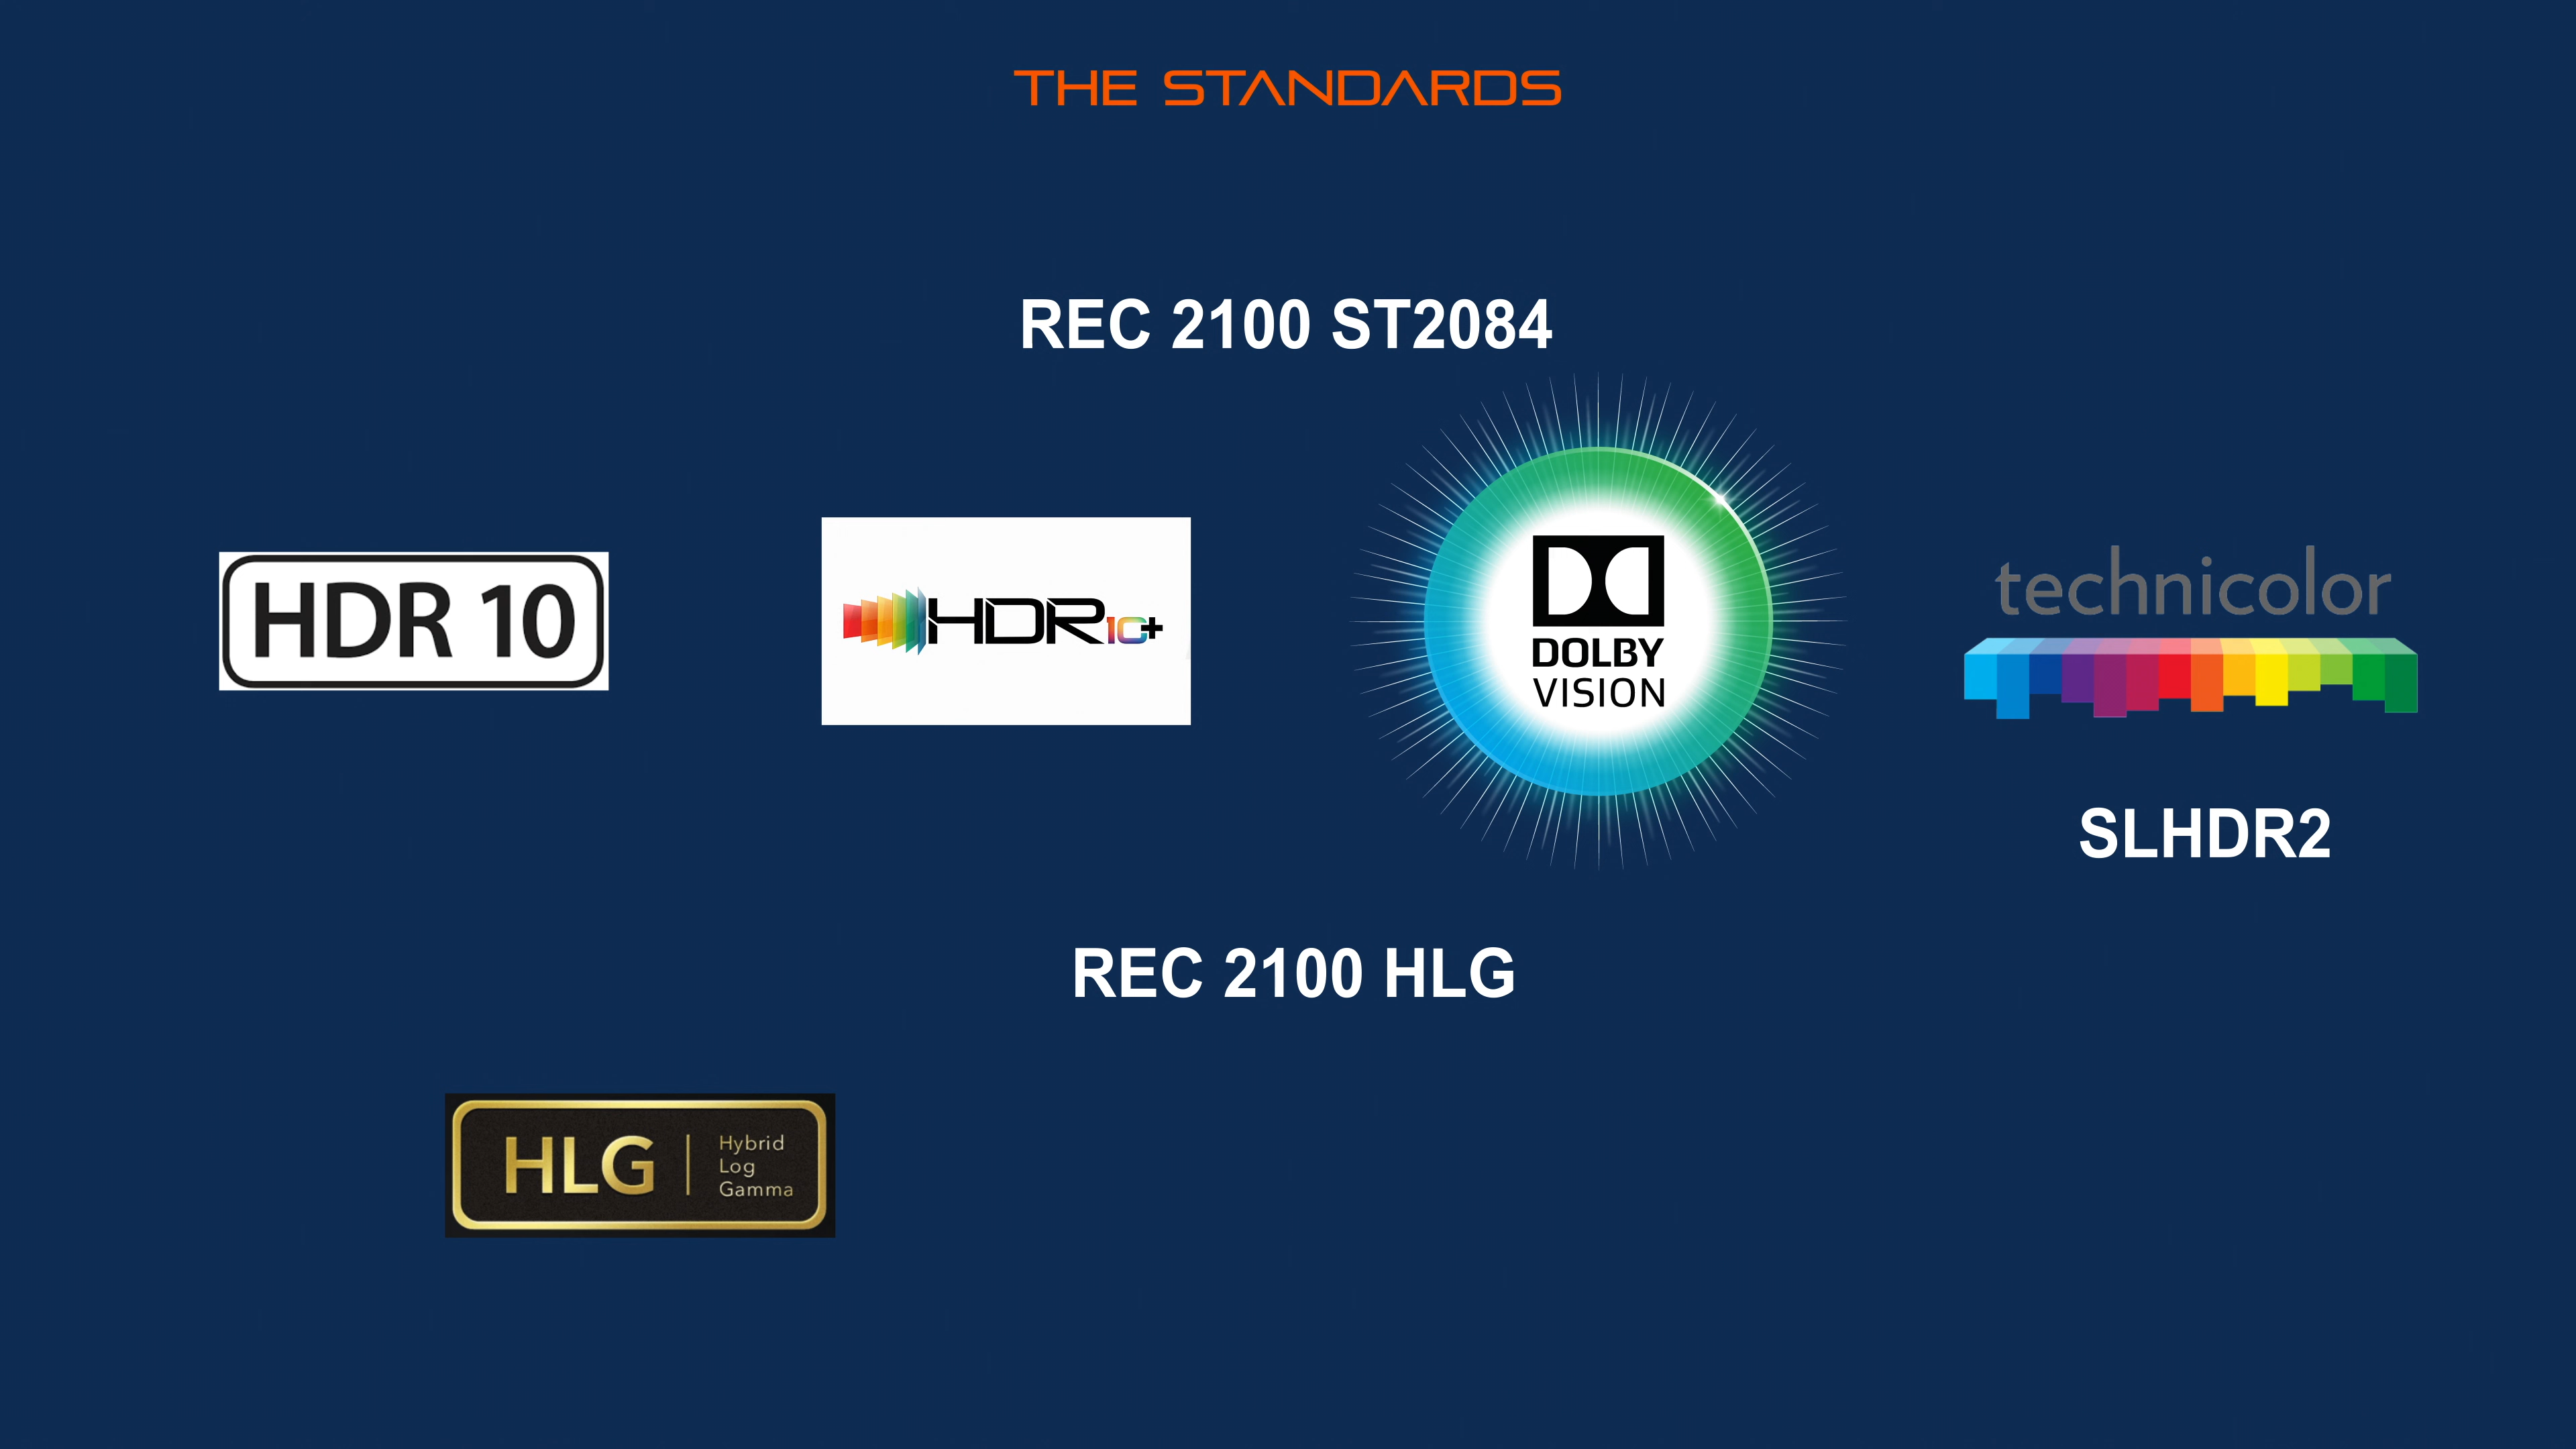 THE STANDARDS
REC 2100 ST2084
HDR 10
HDR10+
DOLBY
VISION
technicolor
SLHDR2
REC 2100 HLG
HLG
Hybrid
Log
Gamma